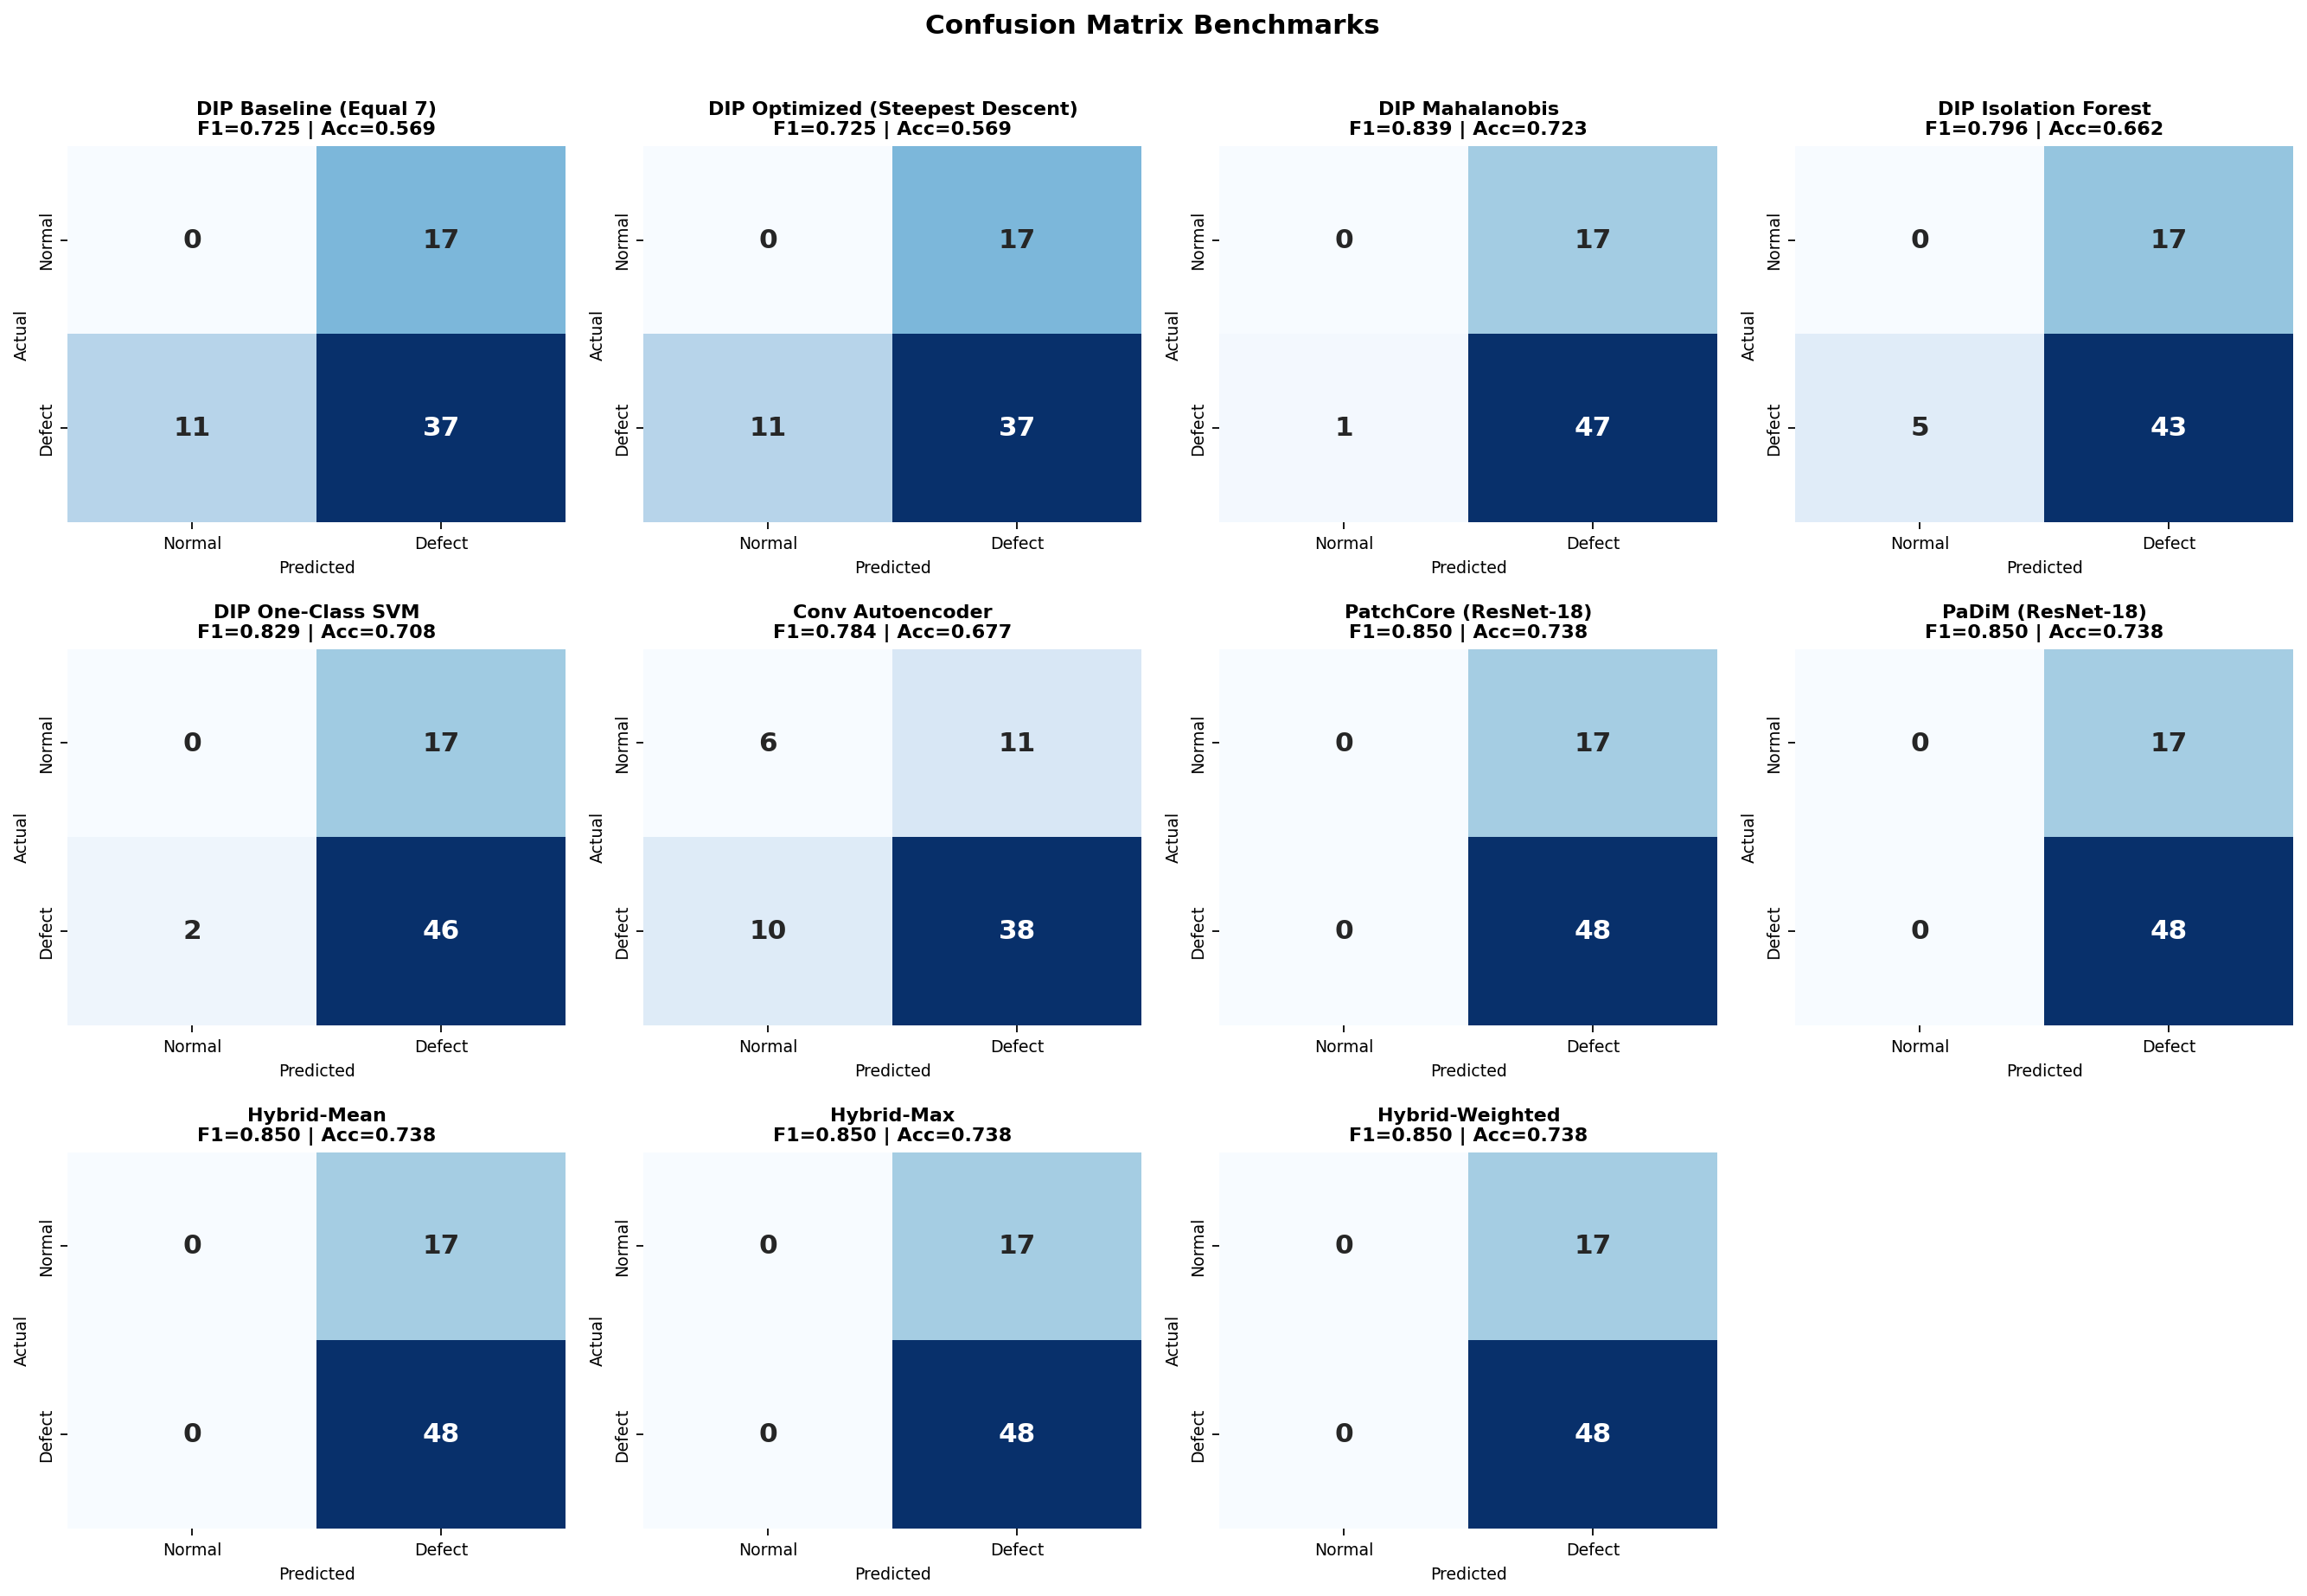 Confusion Matrix Benchmarks
DIP Baseline (Equal 7)
F1=0.725 | Acc=0.569
Actual
Normal
0
17
Defect
11
37
Normal
Defect
Predicted
DIP Optimized (Steepest Descent)
F1=0.725 | Acc=0.569
Actual
Normal
0
17
Defect
11
37
Normal
Defect
Predicted
DIP Mahalanobis
F1=0.839 | Acc=0.723
Actual
Normal
0
17
Defect
1
47
Normal
Defect
Predicted
DIP Isolation Forest
F1=0.796 | Acc=0.662
Actual
Normal
0
17
Defect
5
43
Normal
Defect
Predicted
DIP One-Class SVM
F1=0.829 | Acc=0.708
Actual
Normal
0
17
Defect
2
46
Normal
Defect
Predicted
Conv Autoencoder
F1=0.784 | Acc=0.677
Actual
Normal
6
11
Defect
10
38
Normal
Defect
Predicted
PatchCore (ResNet-18)
F1=0.850 | Acc=0.738
Actual
Normal
0
17
Defect
0
48
Normal
Defect
Predicted
PaDiM (ResNet-18)
F1=0.850 | Acc=0.738
Actual
Normal
0
17
Defect
0
48
Normal
Defect
Predicted
Hybrid-Mean
F1=0.850 | Acc=0.738
Actual
Normal
0
17
Defect
0
48
Normal
Defect
Predicted
Hybrid-Max
F1=0.850 | Acc=0.738
Actual
Normal
0
17
Defect
0
48
Normal
Defect
Predicted
Hybrid-Weighted
F1=0.850 | Acc=0.738
Actual
Normal
0
17
Defect
0
48
Normal
Defect
Predicted